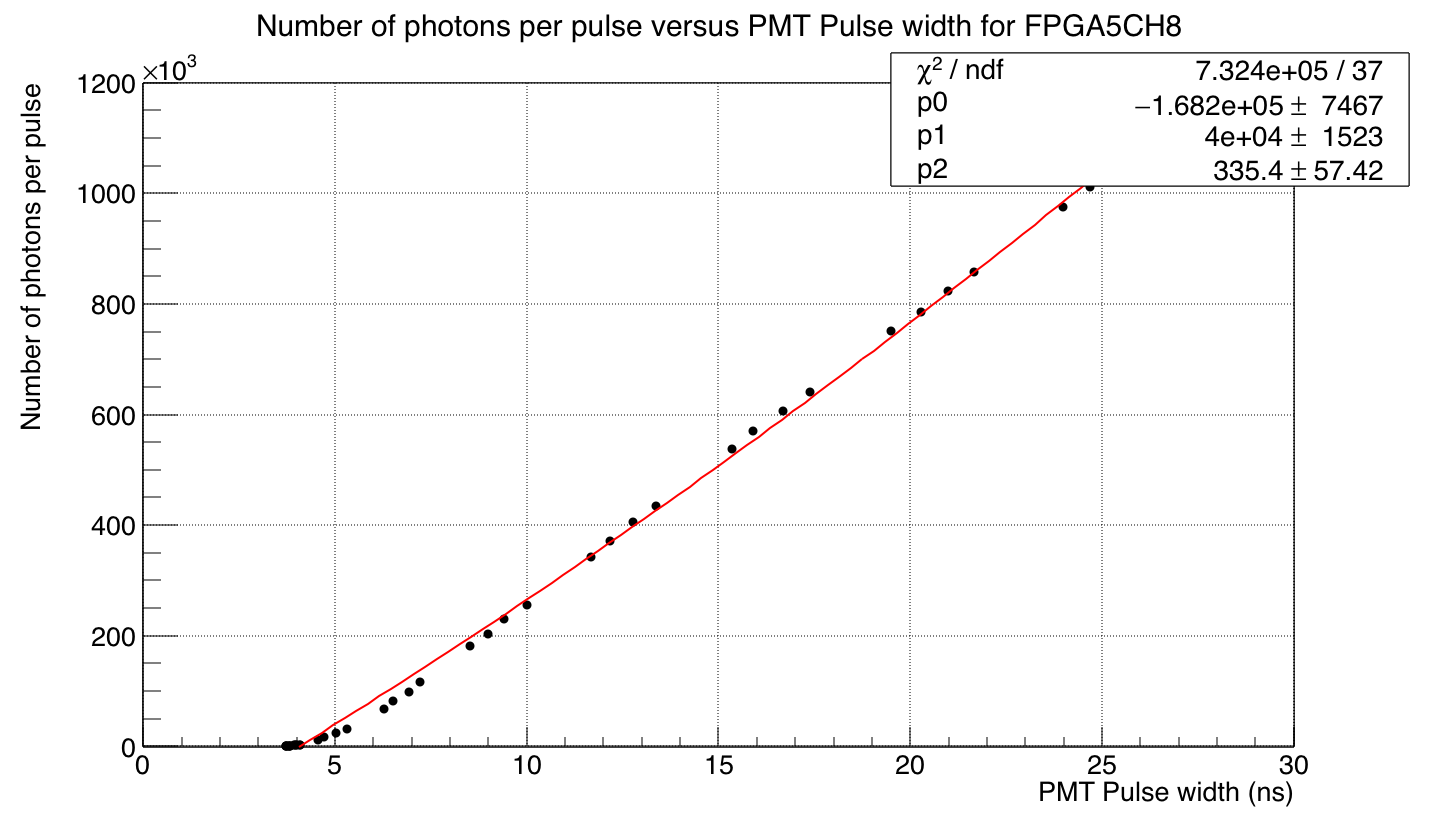 Number of photons per pulse versus PMT Pulse width for FPGA5CH8
×10³
χ² / ndf 7.324e+05 / 37
p0 −1.682e+05 ± 7467
p1 4e+04 ± 1523
p2 335.4 ± 57.42
Number of photons per pulse
1200
1000
800
600
400
200
0
0 5 10 15 20 25 30
PMT Pulse width (ns)